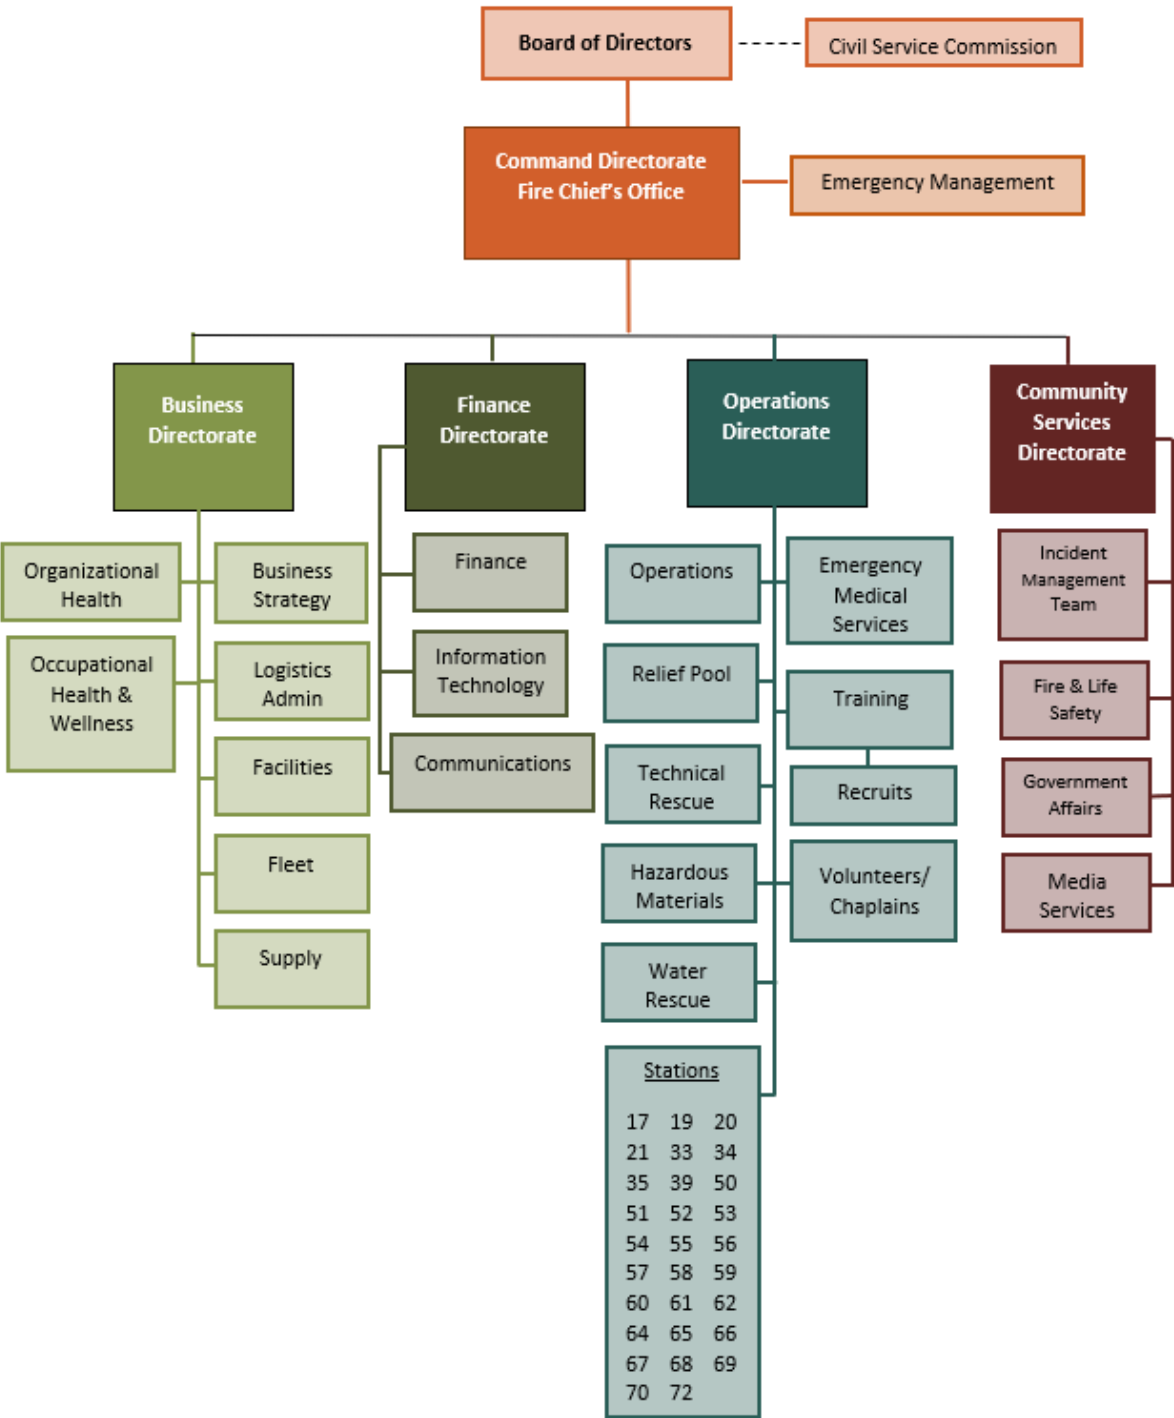 Board of Directors
Civil Service Commission
Command Directorate
Fire Chief's Office
Emergency Management
Business
Directorate
Finance
Directorate
Operations
Directorate
Community
Services
Directorate
Organizational
Health
Business
Strategy
Occupational
Health &
Wellness
Logistics
Admin
Facilities
Fleet
Supply
Finance
Information
Technology
Communications
Operations
Emergency
Medical
Services
Relief Pool
Training
Technical
Rescue
Recruits
Hazardous
Materials
Volunteers/
Chaplains
Water
Rescue
Stations
17 19 20
21 33 34
35 39 50
51 52 53
54 55 56
57 58 59
60 61 62
64 65 66
67 68 69
70 72
Incident
Management
Team
Fire & Life
Safety
Government
Affairs
Media
Services